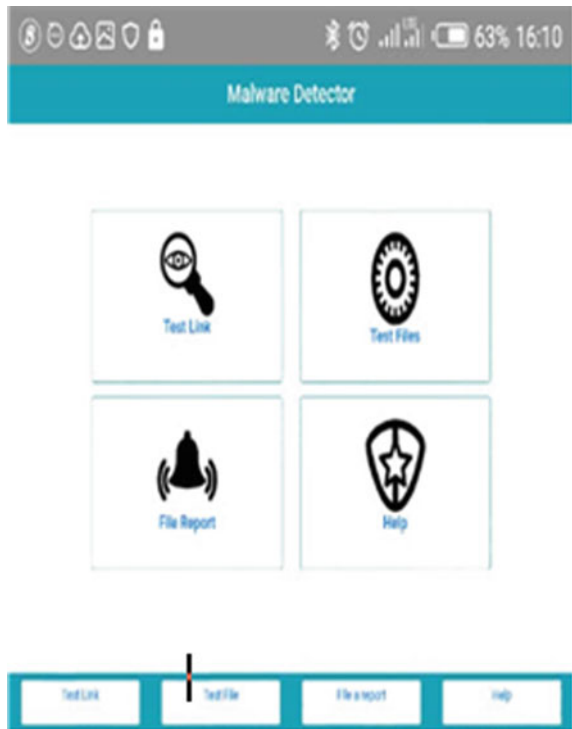 63% 16:10
Malware Detector
Test Link
Test Files
File Report
Help
Test Link
Test File
File a report
Help